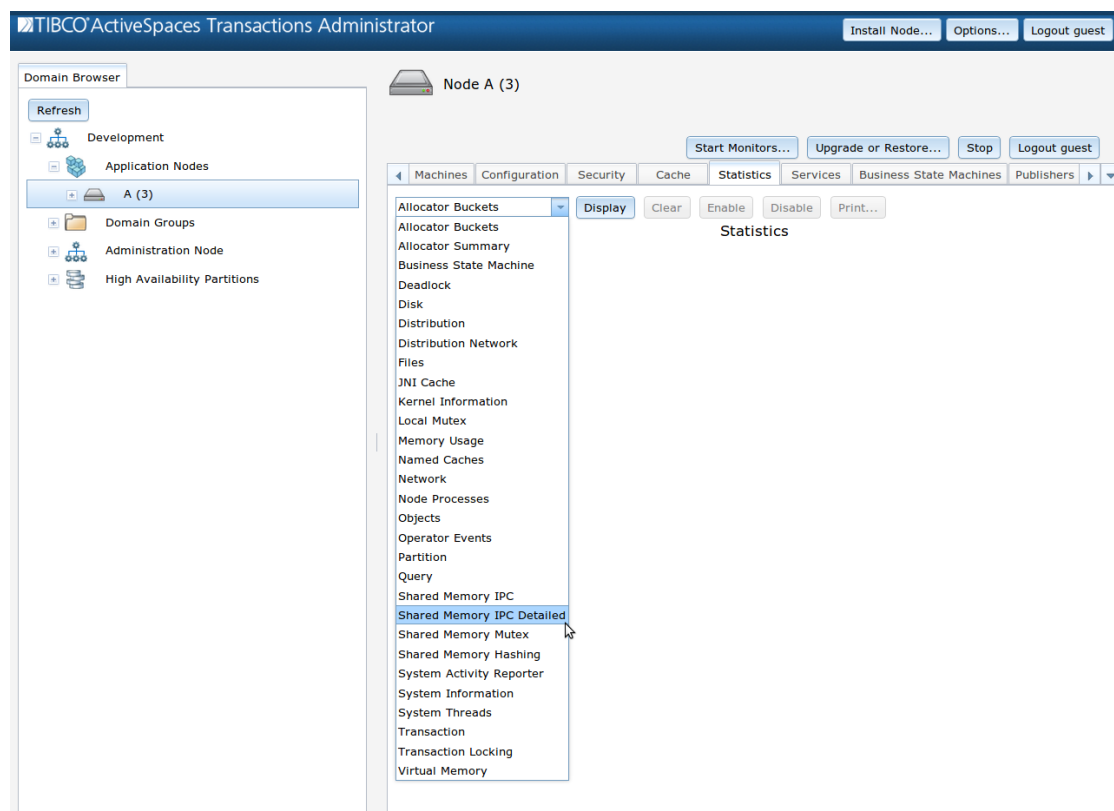 TIBCO® ActiveSpaces Transactions Administrator
Install Node... Options... Logout guest
Domain Browser
Refresh
Development
Application Nodes
A (3)
Domain Groups
Administration Node
High Availability Partitions
Node A (3)
Start Monitors... Upgrade or Restore... Stop Logout guest
Machines Configuration Security Cache Statistics Services Business State Machines Publishers
Allocator Buckets Display Clear Enable Disable Print...
Statistics
Allocator Buckets
Allocator Summary
Business State Machine
Deadlock
Disk
Distribution
Distribution Network
Files
JNI Cache
Kernel Information
Local Mutex
Memory Usage
Named Caches
Network
Node Processes
Objects
Operator Events
Partition
Query
Shared Memory IPC
Shared Memory IPC Detailed
Shared Memory Mutex
Shared Memory Hashing
System Activity Reporter
System Information
System Threads
Transaction
Transaction Locking
Virtual Memory